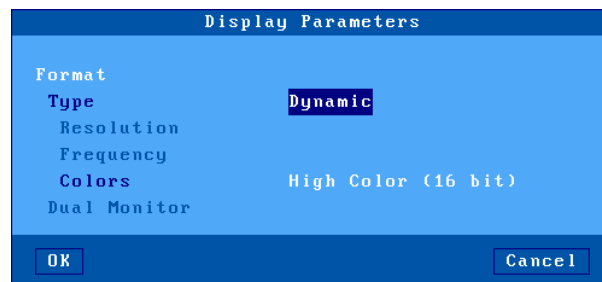 Display Parameters
Format
Type Dynamic
Resolution
Frequency
Colors High Color (16 bit)
Dual Monitor
OK Cancel